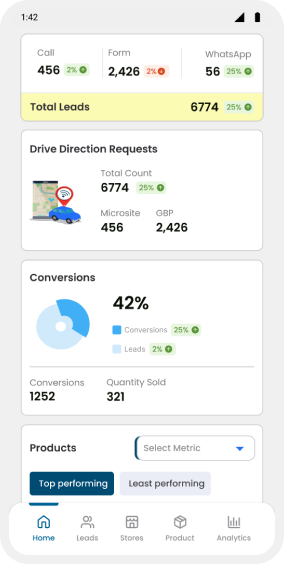 1:42
Call Form WhatsApp
456 2% 2,426 2% 56 25%
Total Leads 6774 25%
Drive Direction Requests
Total Count
6774 25%
Microsite GBP
456 2,426
Conversions
42%
Conversions 25%
Leads 2%
Conversions Quantity Sold
1252 321
Products Select Metric
Top performing Least performing
Home Leads Stores Product Analytics